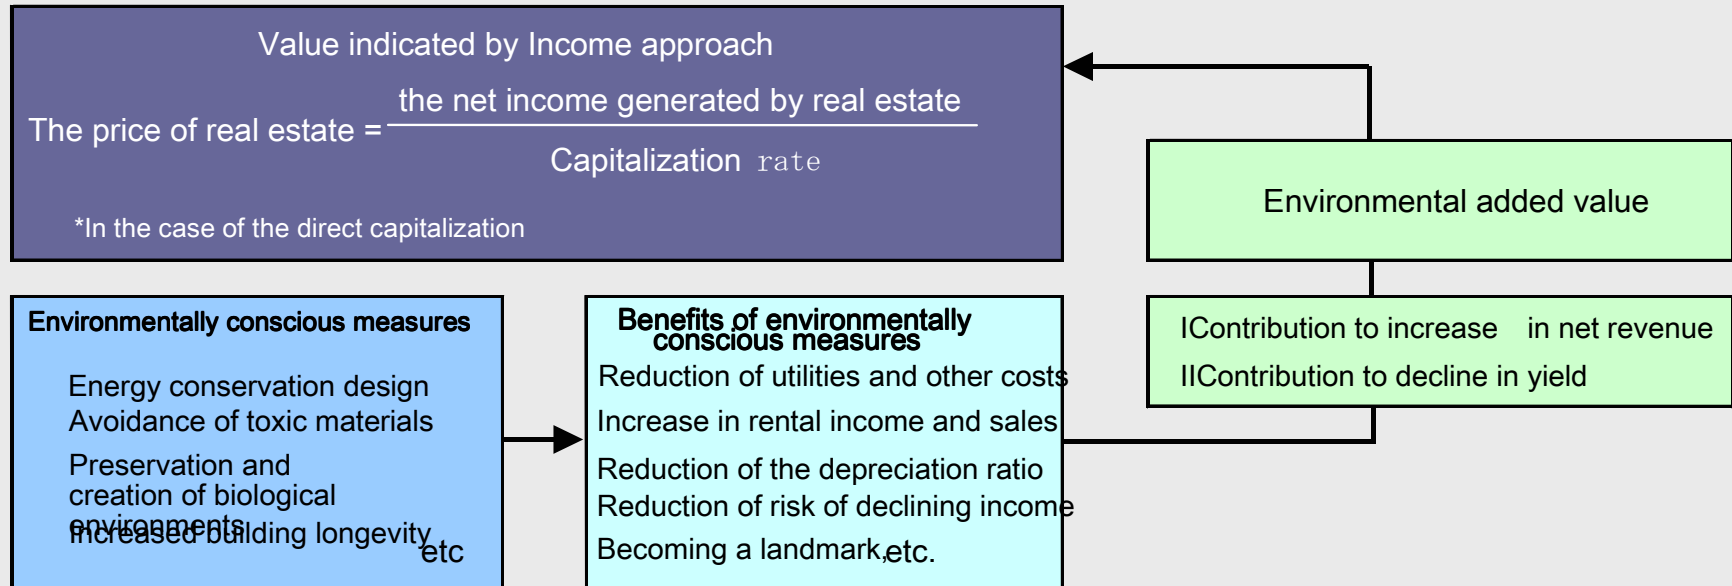 Value indicated by Income approach
the net income generated by real estate
The price of real estate =
Capitalization rate
*In the case of the direct capitalization
Environmental added value
Environmentally conscious measures
Energy conservation design
Avoidance of toxic materials
Preservation and
creation of biological
environments
Increased building longevity
etc
Benefits of environmentally
conscious measures
Reduction of utilities and other costs
Increase in rental income and sales
Reduction of the depreciation ratio
Reduction of risk of declining income
Becoming a landmark,etc.
IContribution to increase in net revenue
IIContribution to decline in yield